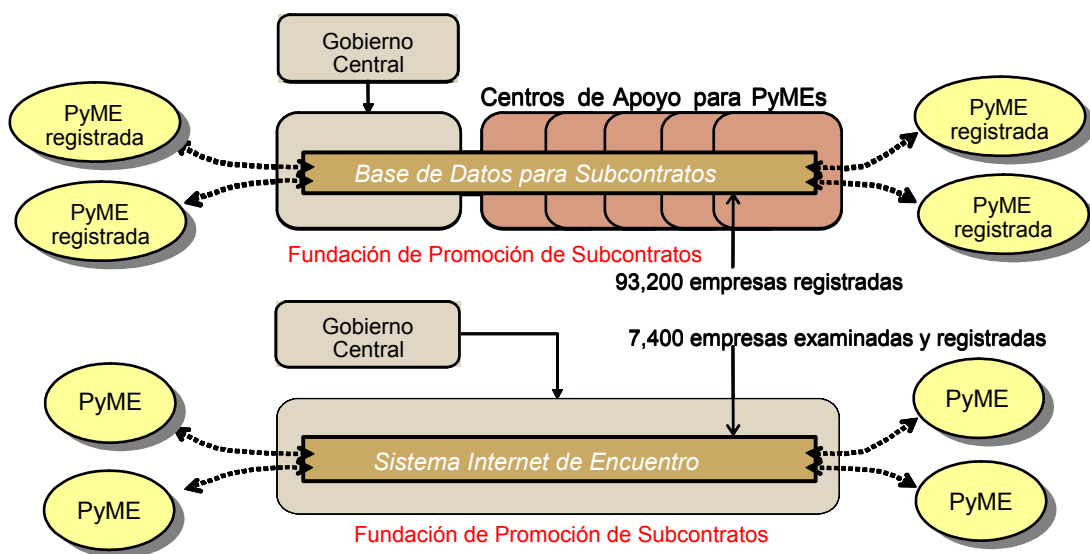 Gobierno
Central
Centros de Apoyo para PyMEs
PyME
registrada
PyME
registrada
Base de Datos para Subcontratos
PyME
registrada
PyME
registrada
Fundación de Promoción de Subcontratos
93,200 empresas registradas
Gobierno
Central
7,400 empresas examinadas y registradas
PyME
PyME
Sistema Internet de Encuentro
PyME
PyME
Fundación de Promoción de Subcontratos